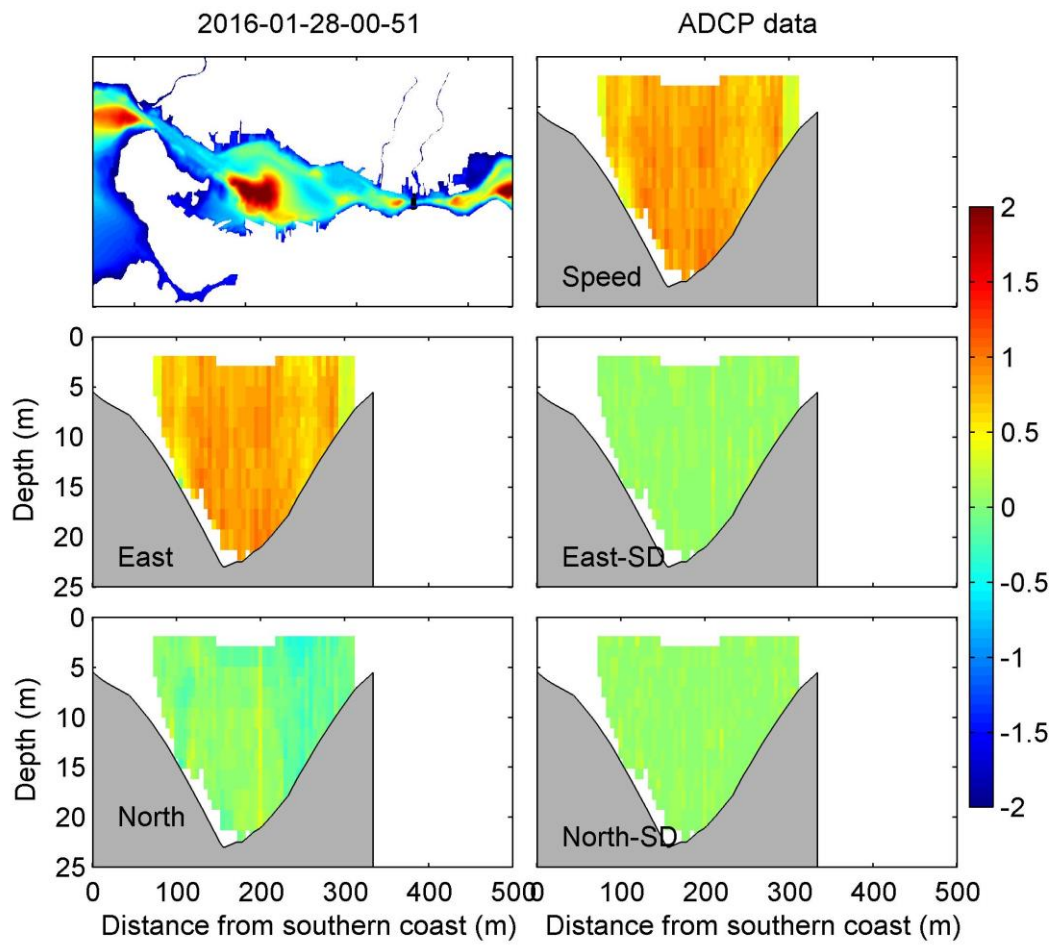 2016-01-28-00-51
ADCP data
Speed
2
1.5
1
0.5
0
-0.5
-1
-1.5
-2
0
5
10
15
20
25
Depth (m)
East
East-SD
0
5
10
15
20
25
Depth (m)
North
North-SD
0 100 200 300 400 500
0 100 200 300 400 500
Distance from southern coast (m)
Distance from southern coast (m)